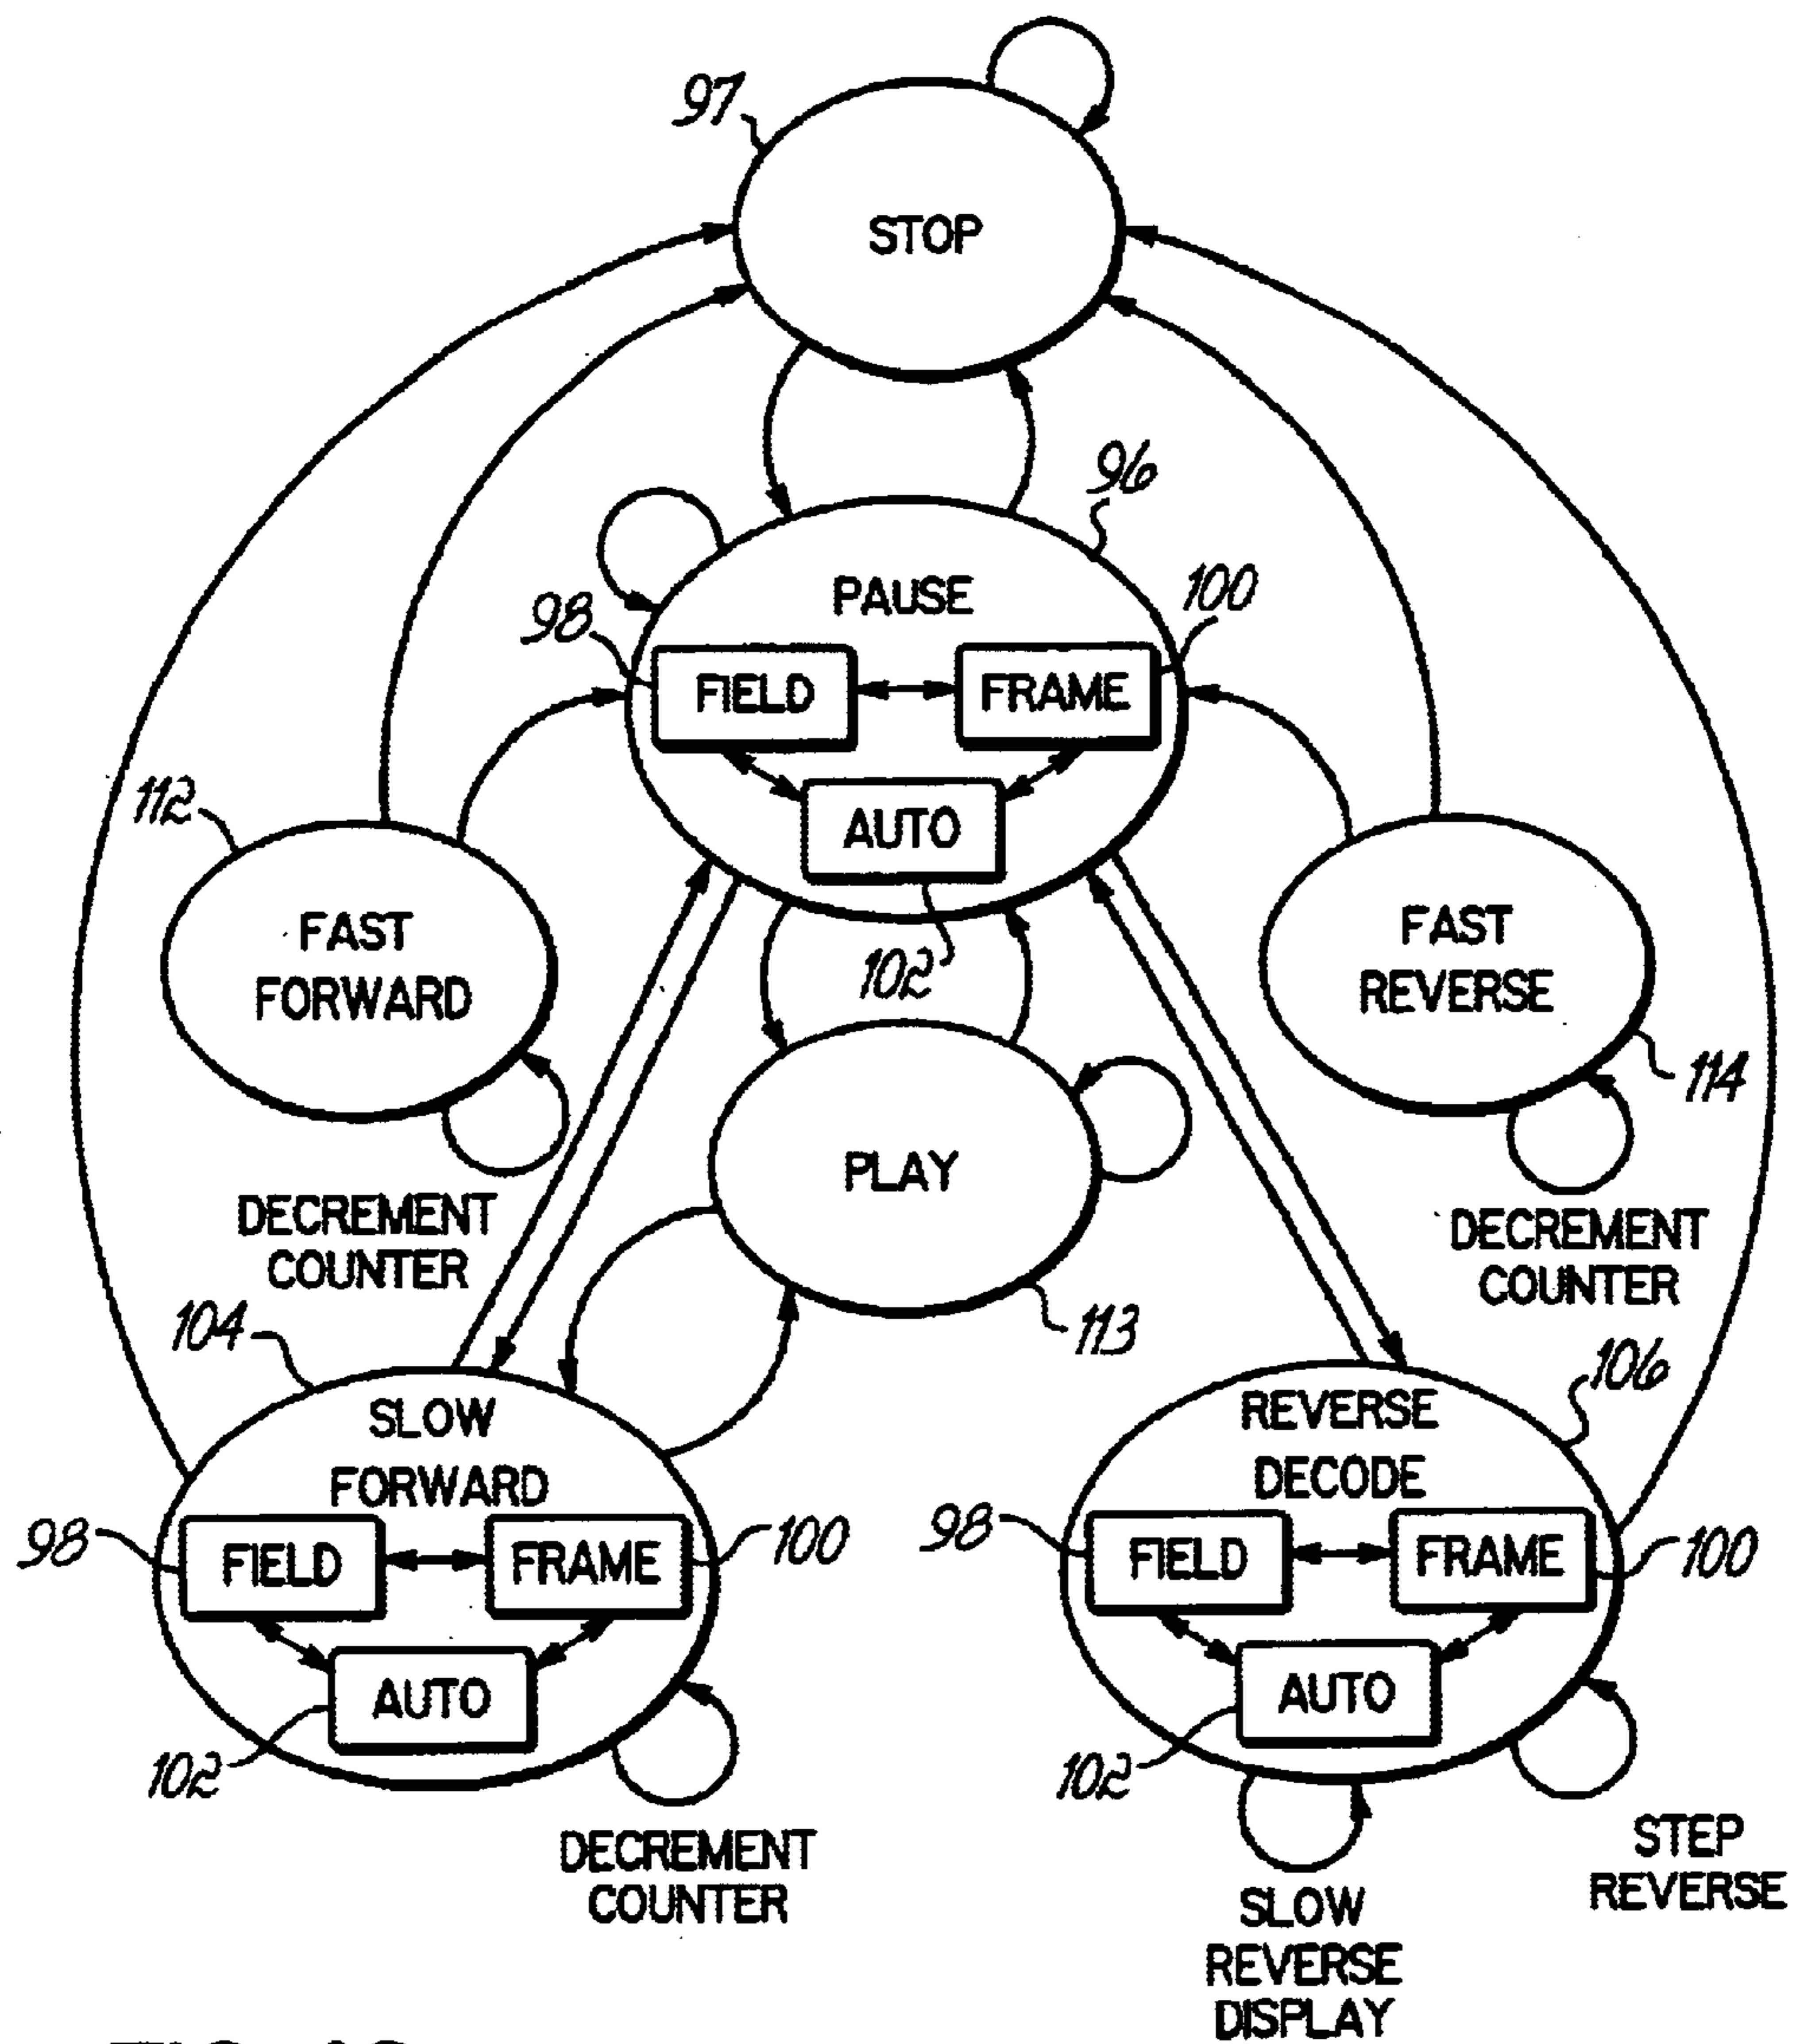 97
STOP
96
PAUSE
98
100
FIELD
FRAME
AUTO
102
112
FAST
FORWARD
DECREMENT
COUNTER
FAST
REVERSE
114
DECREMENT
COUNTER
PLAY
113
104
SLOW
FORWARD
98
FIELD
FRAME
100
AUTO
102
DECREMENT
COUNTER
106
REVERSE
DECODE
98
FIELD
FRAME
100
AUTO
102
STEP
REVERSE
SLOW
REVERSE
DISPLAY